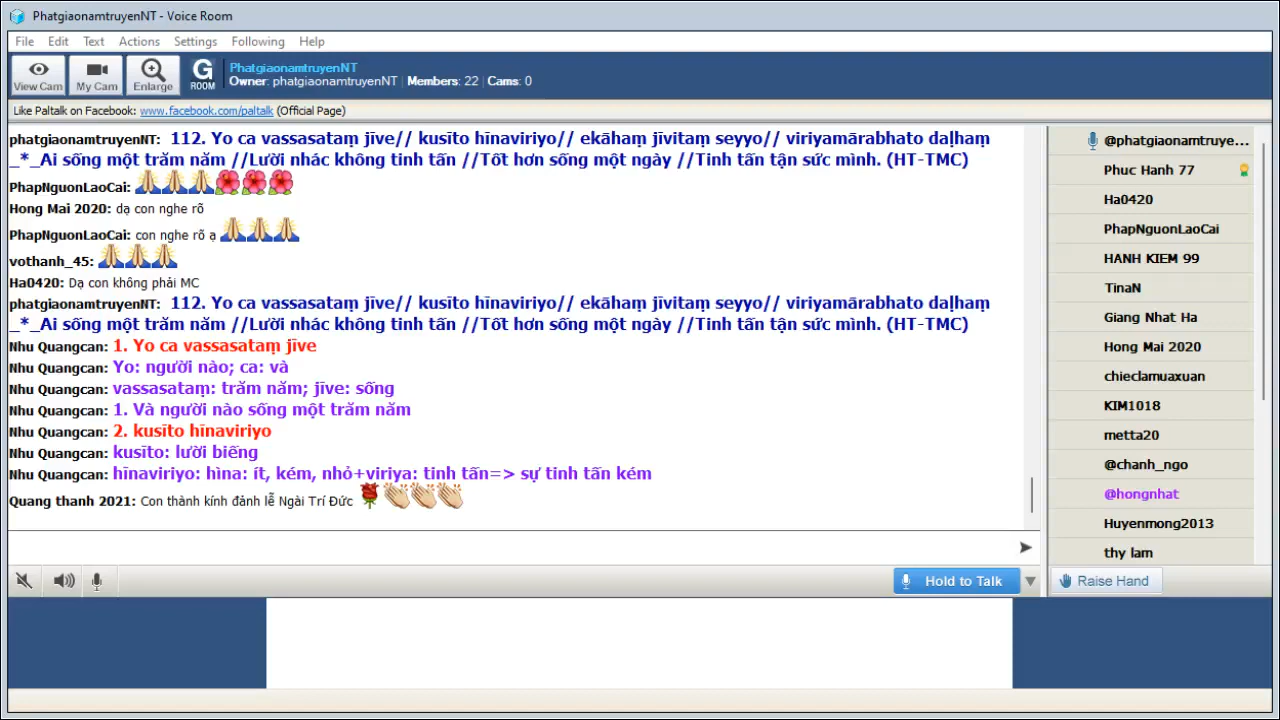 PhatgiaonamtruyenNT - Voice Room
File Edit Text Actions Settings Following Help
View Cam My Cam Enlarge G ROOM
PhatgiaonamtruyenNT
Owner: phatgiaonamtruyenNT | Members: 22 | Cams: 0
Like Paltalk on Facebook: www.facebook.com/paltalk (Official Page)
phatgiaonamtruyenNT: 112. Yo ca vassasataṃ jīve// kusīto hīnaviriyo// ekāhaṃ jīvitaṃ seyyo// viriyamārabhato daḷhaṃ
_*_Ai sống một trăm năm //Lười nhác không tinh tấn //Tốt hơn sống một ngày //Tinh tấn tận sức mình. (HT-TMC)
PhapNguonLaoCai:
Hong Mai 2020: dạ con nghe rõ
PhapNguonLaoCai: con nghe rõ ạ
vothanh_45:
Ha0420: Dạ con không phải MC
phatgiaonamtruyenNT: 112. Yo ca vassasataṃ jīve// kusīto hīnaviriyo// ekāhaṃ jīvitaṃ seyyo// viriyamārabhato daḷhaṃ
_*_Ai sống một trăm năm //Lười nhác không tinh tấn //Tốt hơn sống một ngày //Tinh tấn tận sức mình. (HT-TMC)
Nhu Quangcan: 1. Yo ca vassasataṃ jīve
Nhu Quangcan: Yo: người nào; ca: và
Nhu Quangcan: vassasataṃ: trăm năm; jīve: sống
Nhu Quangcan: 1. Và người nào sống một trăm năm
Nhu Quangcan: 2. kusīto hīnaviriyo
Nhu Quangcan: kusīto: lười biếng
Nhu Quangcan: hīnaviriyo: hìna: ít, kém, nhỏ+viriya: tinh tấn=> sự tinh tấn kém
Quang thanh 2021: Con thành kính đảnh lễ Ngài Trí Đức
@phatgiaonamtruye...
Phuc Hanh 77
Ha0420
PhapNguonLaoCai
HANH KIEM 99
TinaN
Giang Nhat Ha
Hong Mai 2020
chieclamuaxuan
KIM1018
metta20
@chanh_ngo
@hongnhat
Huyenmong2013
thy lam
Hold to Talk
Raise Hand